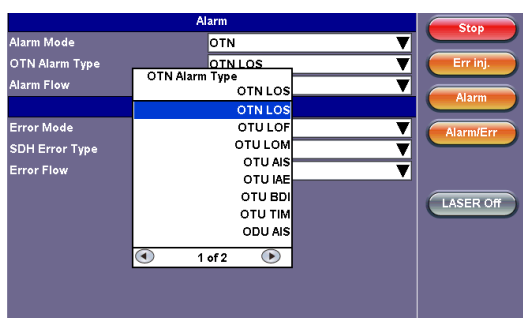 Alarm
Alarm Mode
OTN
OTN Alarm Type
OTN LOS
Alarm Flow
OTN Alarm Type
OTN LOS
OTN LOS
OTU LOF
OTU LOM
OTU AIS
OTU IAE
OTU BDI
OTU TIM
ODU AIS
1 of 2
Error Mode
SDH Error Type
Error Flow
Stop
Err inj.
Alarm
Alarm/Err
LASER Off